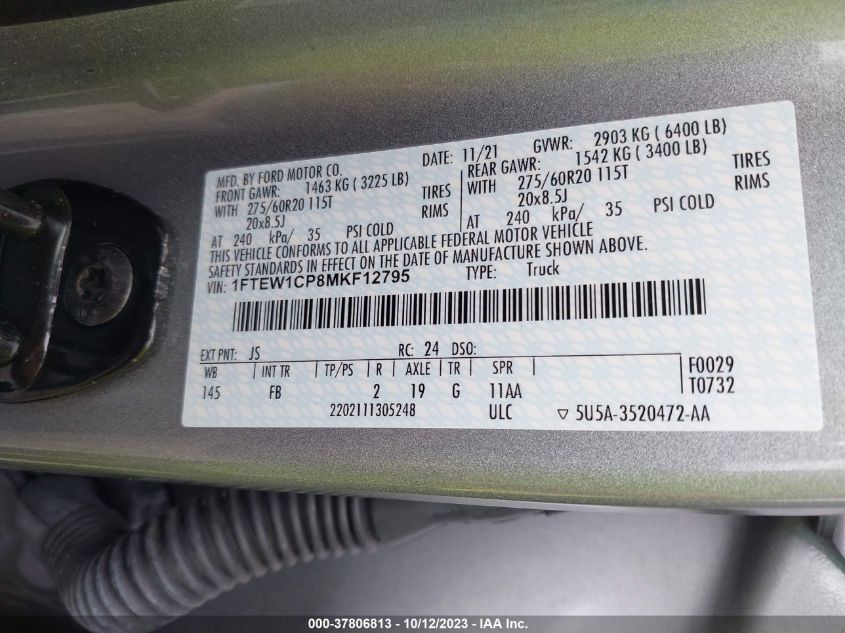 MFD. BY FORD MOTOR CO.
DATE: 11/21
GVWR: 2903 KG ( 6400 LB)
FRONT GAWR: 1463 KG ( 3225 LB)
WITH 275/60R20 115T TIRES
20x8.5J RIMS
AT 240 kPa/ 35 PSI COLD
REAR GAWR: 1542 KG ( 3400 LB)
WITH 275/60R20 115T TIRES
20x8.5J RIMS
AT 240 kPa/ 35 PSI COLD
THIS VEHICLE CONFORMS TO ALL APPLICABLE FEDERAL MOTOR VEHICLE
SAFETY STANDARDS IN EFFECT ON THE DATE OF MANUFACTURE SHOWN ABOVE.
VIN: 1FTEW1CP8MKF12795 TYPE: Truck
EXT PNT: JS RC: 24 DSO:
WB INT TR TP/PS R AXLE TR SPR
145 FB 2 19 G 11AA
F0029
T0732
2202111305248 ULC ▽ 5U5A-3520472-AA
000-37806813 - 10/12/2023 - IAA Inc.